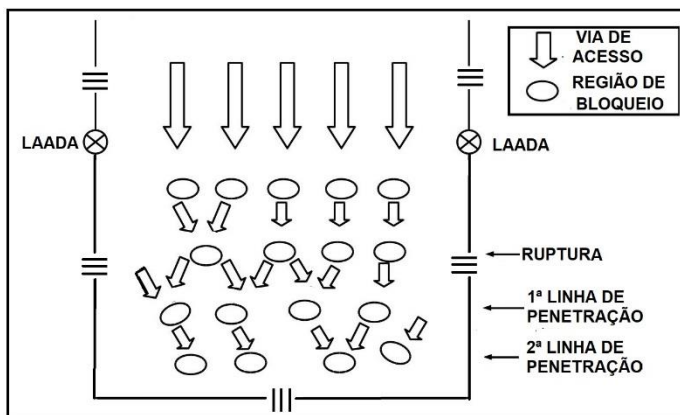 VIA DE
ACESSO
REGIÃO DE
BLOQUEIO
LAADA
LAADA
RUPTURA
1ª LINHA DE
PENETRAÇÃO
2ª LINHA DE
PENETRAÇÃO